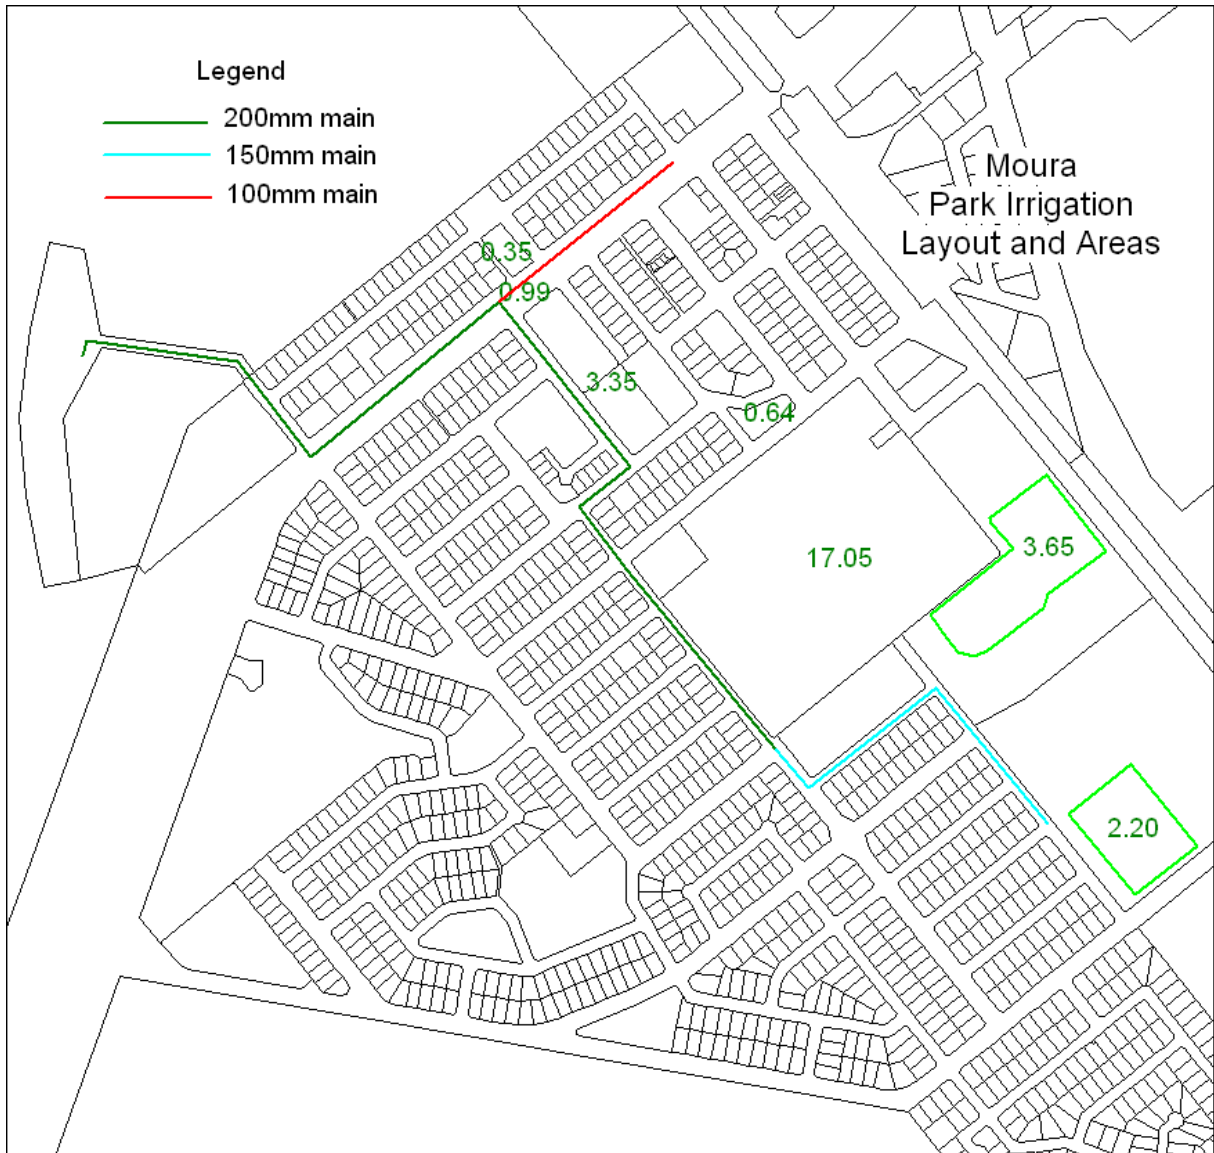 Legend
200mm main
150mm main
100mm main
Moura
Park Irrigation
Layout and Areas
0.35
0.99
3.35
0.64
17.05
3.65
2.20